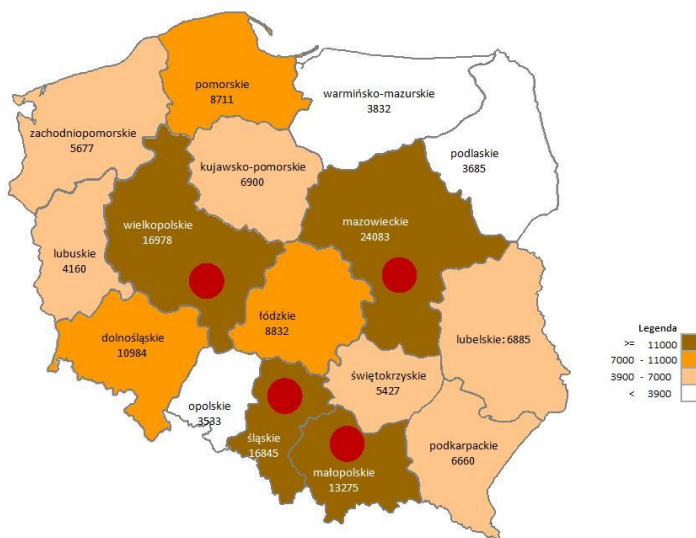 pomorskie
8711
warmińsko-mazurskie
3832
zachodniopomorskie
5677
kujawsko-pomorskie
6900
podlaskie
3685
wielkopolskie
16978
mazowieckie
24083
lubuskie
4160
łódzkie
8832
dolnośląskie
10984
lubelskie:6885
świętokrzyskie
5427
opolskie
3533
śląskie
16845
małopolskie
13275
podkarpackie
6660
Legenda
>= 11000
7000 - 11000
3900 - 7000
< 3900